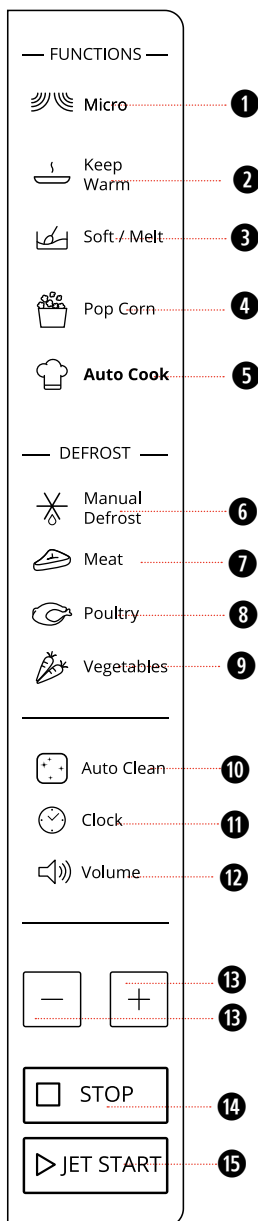 FUNCTIONS
Micro 1
Keep
Warm 2
Soft / Melt 3
Pop Corn 4
Auto Cook 5
DEFROST
Manual
Defrost 6
Meat 7
Poultry 8
Vegetables 9
Auto Clean 10
Clock 11
Volume 12
− + 13
13
STOP 14
JET START 15